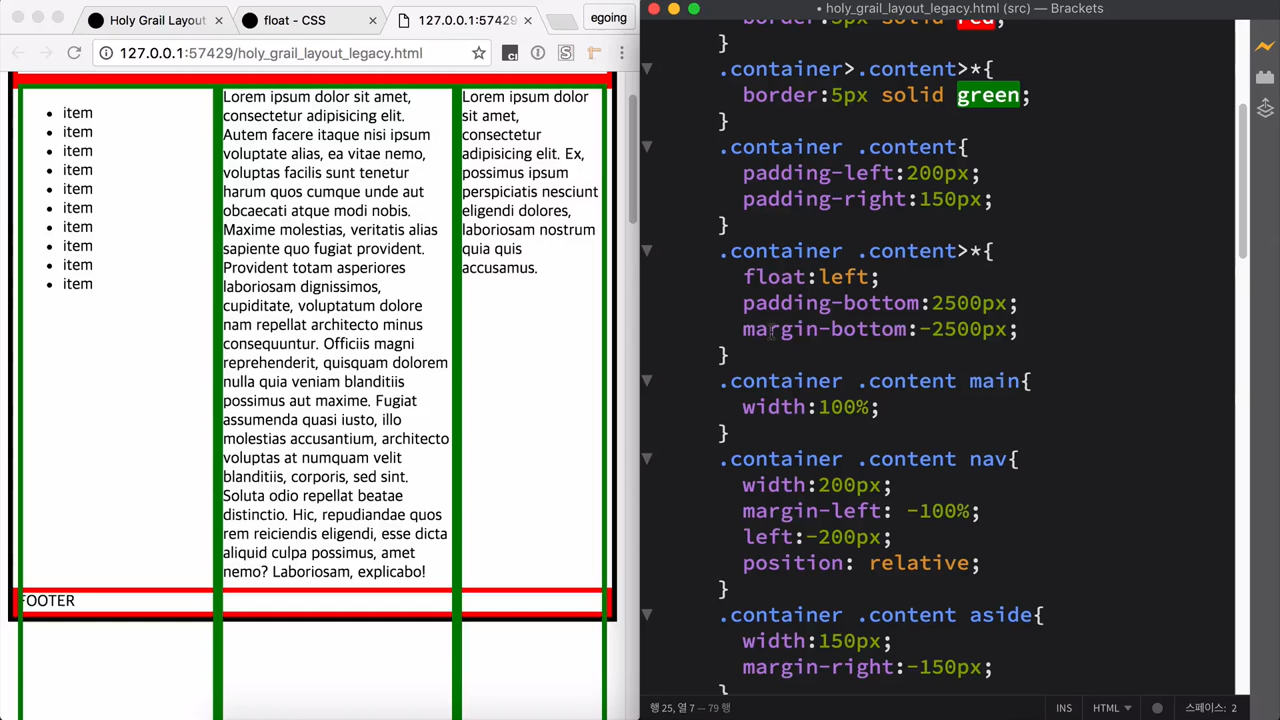 Holy Grail Layout
float - CSS
127.0.0.1:57429
egoing
127.0.0.1:57429/holy_grail_layout_legacy.html
item
item
item
item
item
item
item
item
item
item
Lorem ipsum dolor sit amet,
consectetur adipisicing elit.
Autem facere itaque nisi ipsum
voluptate alias, ea vitae nemo,
voluptas facilis sunt tenetur
harum quos cumque unde aut
obcaecati atque modi nobis.
Maxime molestias, veritatis alias
sapiente quo fugiat provident.
Provident totam asperiores
laboriosam dignissimos,
cupiditate, voluptatum dolore
nam repellat architecto minus
consequuntur. Officiis magni
reprehenderit, quisquam dolorem
nulla quia veniam blanditiis
possimus aut maxime. Fugiat
assumenda quasi iusto, illo
molestias accusantium, architecto
voluptas at numquam velit
blanditiis, corporis, sed sint.
Soluta odio repellat beatae
distinctio. Hic, repudiandae quos
rem reiciendis eligendi, esse dicta
aliquid culpa possimus, amet
nemo? Laboriosam, explicabo!
Lorem ipsum dolor
sit amet,
consectetur
adipisicing elit. Ex,
possimus ipsum
perspiciatis nesciunt
eligendi dolores,
laboriosam nostrum
quia quis
accusamus.
FOOTER
• holy_grail_layout_legacy.html (src) — Brackets
border:5px solid red;
}
.container>.content>*{
border:5px solid green;
}
.container .content{
padding-left:200px;
padding-right:150px;
}
.container .content>*{
float:left;
padding-bottom:2500px;
margin-bottom:-2500px;
}
.container .content main{
width:100%;
}
.container .content nav{
width:200px;
margin-left: -100%;
left:-200px;
position: relative;
}
.container .content aside{
width:150px;
margin-right:-150px;
}
행 25, 열 7 — 79 행
INS
HTML
스페이스: 2